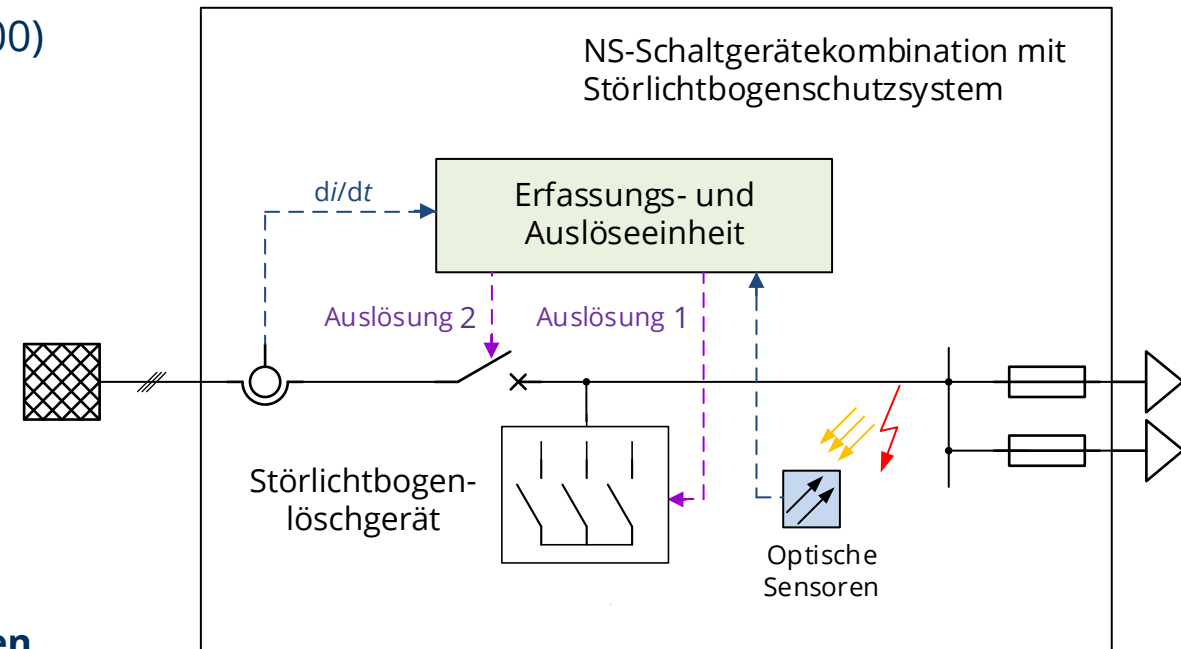 00)
NS-Schaltgerätekombination mit
Störlichtbogenschutzsystem
di/dt
Erfassungs- und
Auslöseeinheit
Auslösung 2
Auslösung 1
Störlichtbogen-
löschgerät
Optische
Sensoren
en